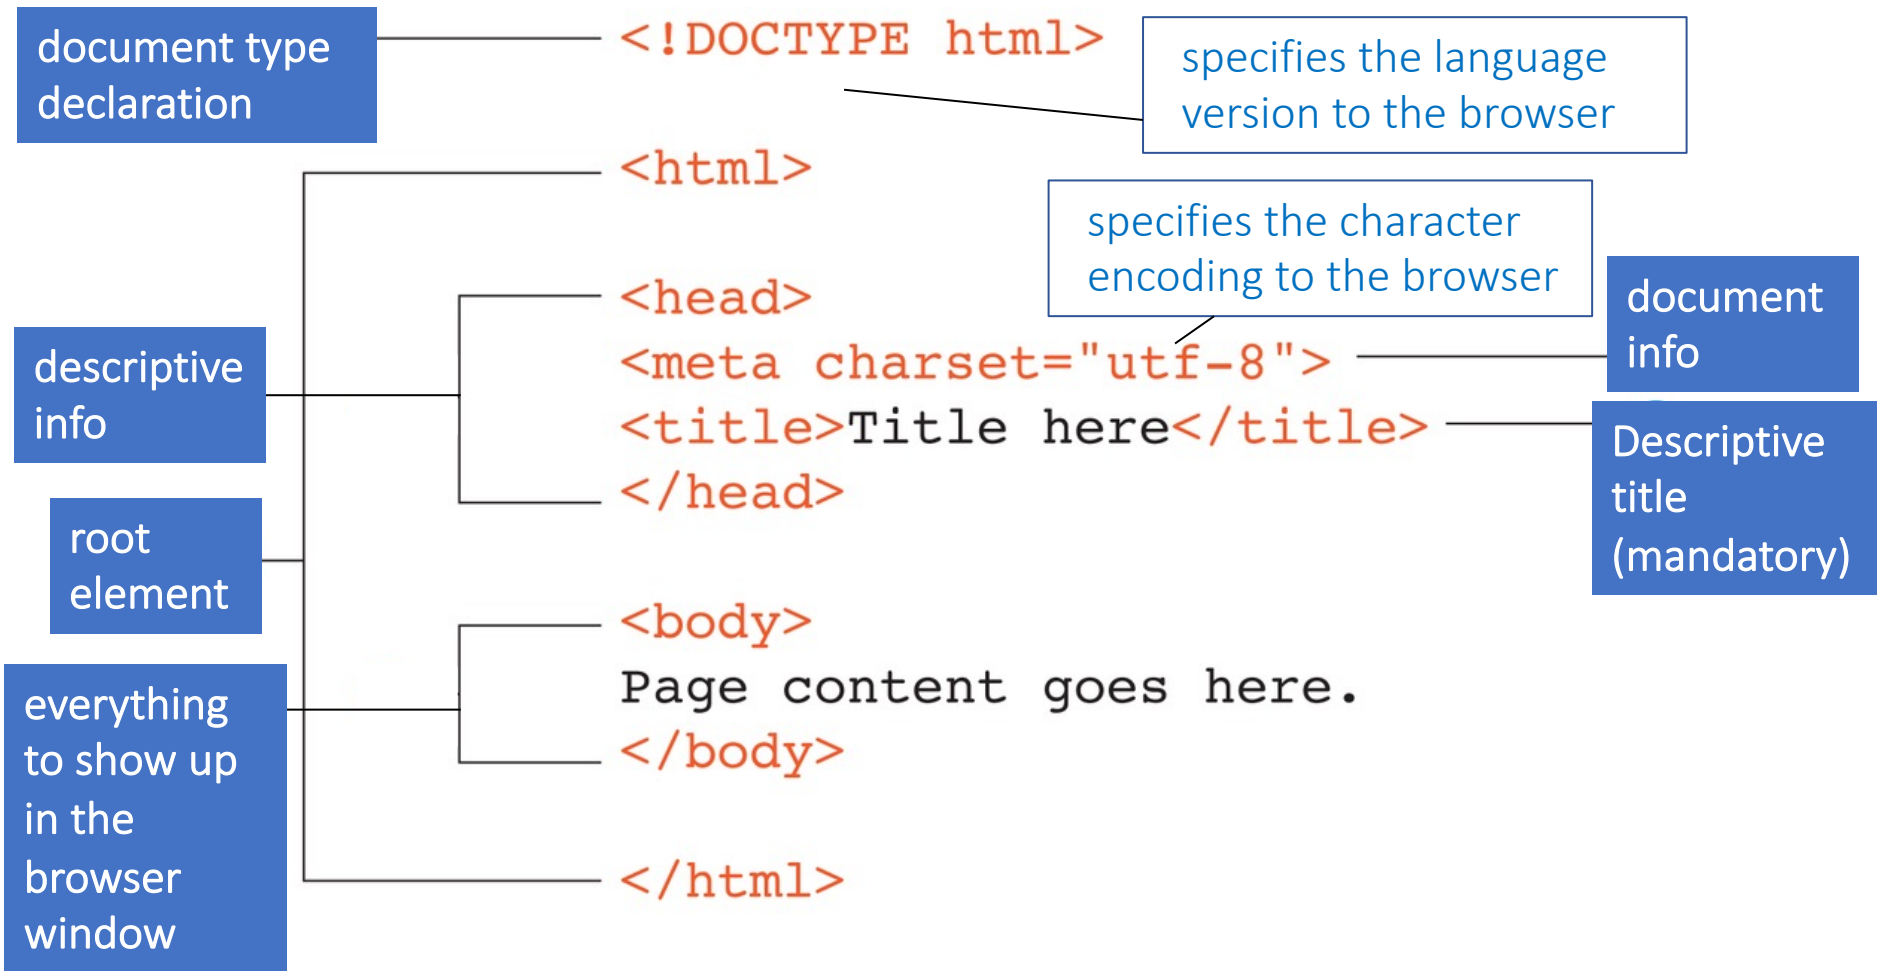 document type
declaration
<!DOCTYPE html>
specifies the language
version to the browser
<html>
specifies the character
encoding to the browser
<head>
<meta charset="utf-8">
document
info
descriptive
info
<title>Title here</title>
Descriptive
title
(mandatory)
</head>
root
element
<body>
Page content goes here.
</body>
everything
to show up
in the
browser
window
</html>